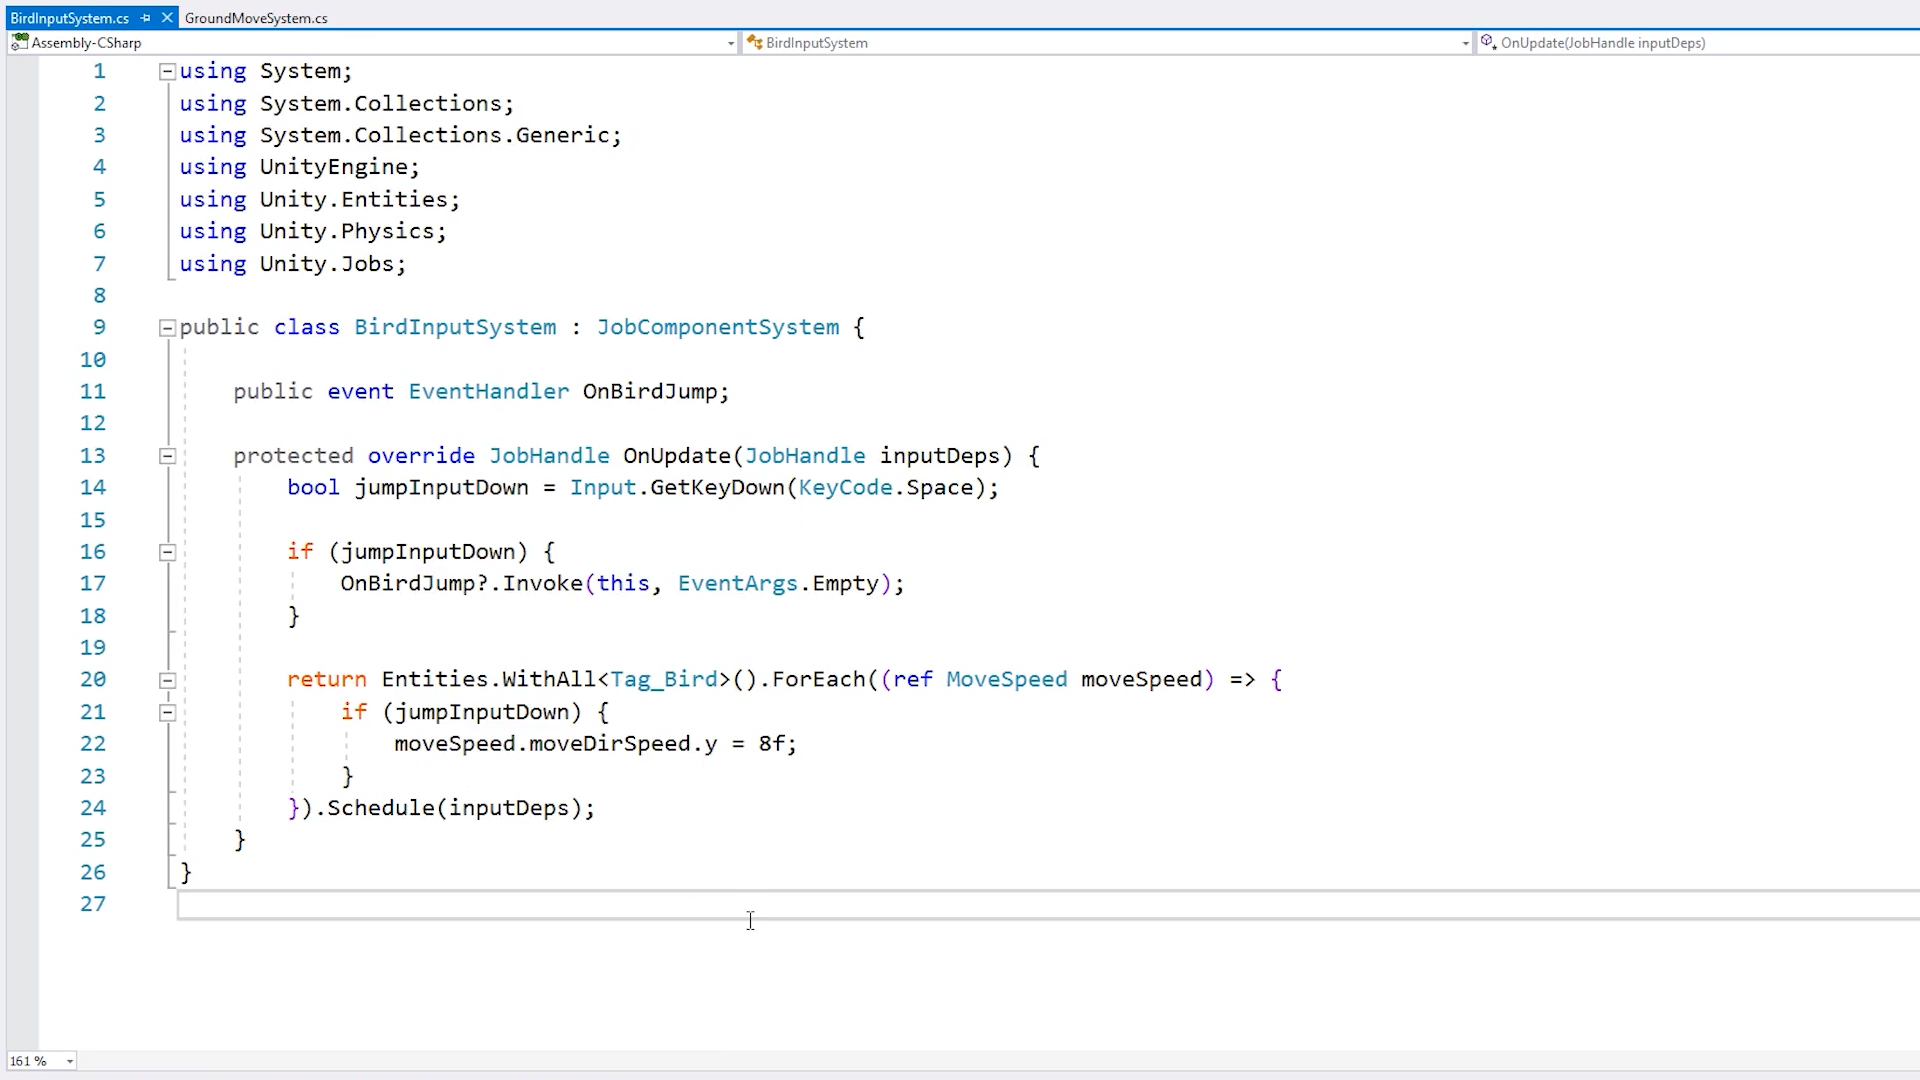 BirdInputSystem.cs GroundMoveSystem.cs
Assembly-CSharp BirdInputSystem OnUpdate(JobHandle inputDeps)
1 using System;
2 using System.Collections;
3 using System.Collections.Generic;
4 using UnityEngine;
5 using Unity.Entities;
6 using Unity.Physics;
7 using Unity.Jobs;
8
9 public class BirdInputSystem : JobComponentSystem {
10
11 public event EventHandler OnBirdJump;
12
13 protected override JobHandle OnUpdate(JobHandle inputDeps) {
14 bool jumpInputDown = Input.GetKeyDown(KeyCode.Space);
15
16 if (jumpInputDown) {
17 OnBirdJump?.Invoke(this, EventArgs.Empty);
18 }
19
20 return Entities.WithAll<Tag_Bird>().ForEach((ref MoveSpeed moveSpeed) => {
21 if (jumpInputDown) {
22 moveSpeed.moveDirSpeed.y = 8f;
23 }
24 }).Schedule(inputDeps);
25 }
26 }
27
161 %